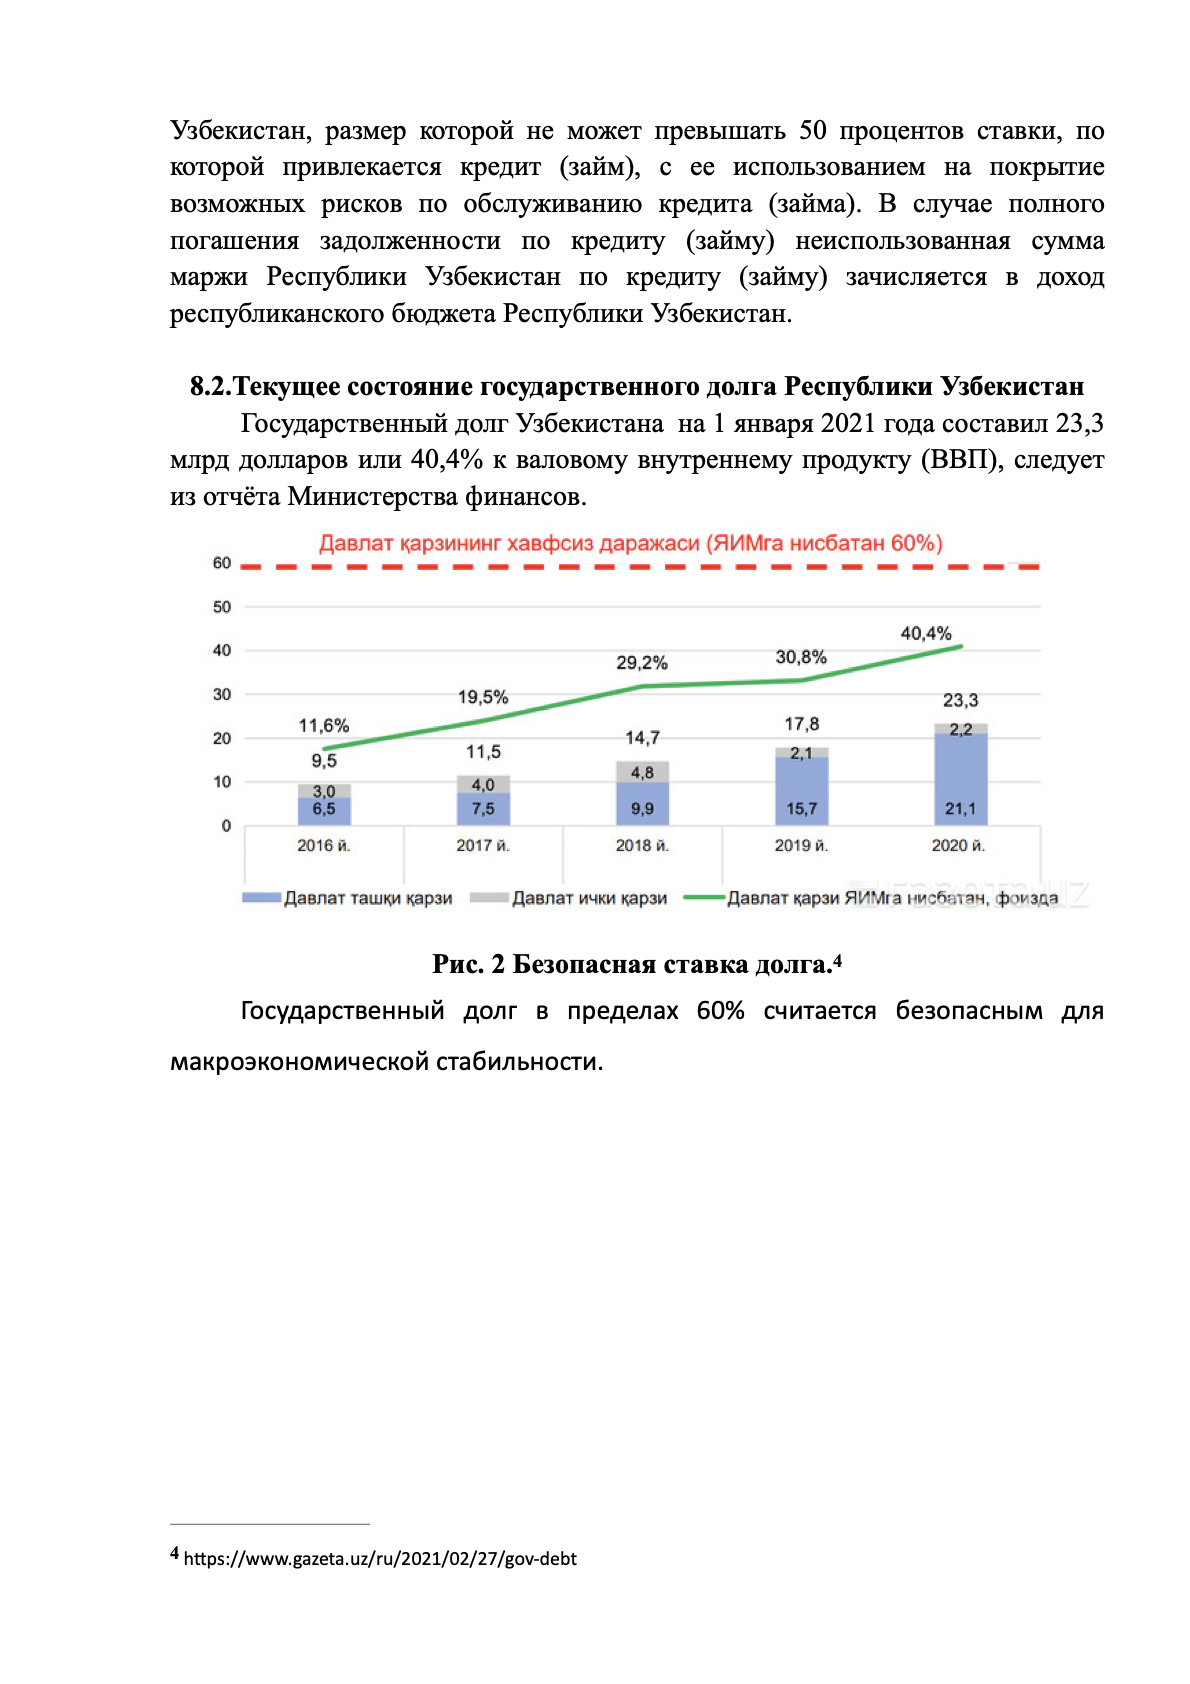 Узбекистан, размер которой не может превышать 50 процентов ставки, по
которой привлекается кредит (займ), с ее использованием на покрытие
возможных рисков по обслуживанию кредита (займа). В случае полного
погашения задолженности по кредиту (займу) неиспользованная сумма
маржи Республики Узбекистан по кредиту (займу) зачисляется в доход
республиканского бюджета Республики Узбекистан.
8.2.Текущее состояние государственного долга Республики Узбекистан
Государственный долг Узбекистана на 1 января 2021 года составил 23,3
млрд долларов или 40,4% к валовому внутреннему продукту (ВВП), следует
из отчёта Министерства финансов.
Давлат қарзининг хавфсиз даражаси (ЯИМга нисбатан 60%)
60
50
40
30
20
10
0
11,6% 19,5% 29,2% 30,8% 40,4%
9,5 11,5 14,7 17,8 23,3
3,0 4,0 4,8 2,1 2,2
6,5 7,5 9,9 15,7 21,1
2016 й. 2017 й. 2018 й. 2019 й. 2020 й.
Давлат ташқи қарзи Давлат ички қарзи Давлат қарзи ЯИМга нисбатан, фоизда
Рис. 2 Безопасная ставка долга.4
Государственный долг в пределах 60% считается безопасным для
макроэкономической стабильности.
4 https://www.gazeta.uz/ru/2021/02/27/gov-debt